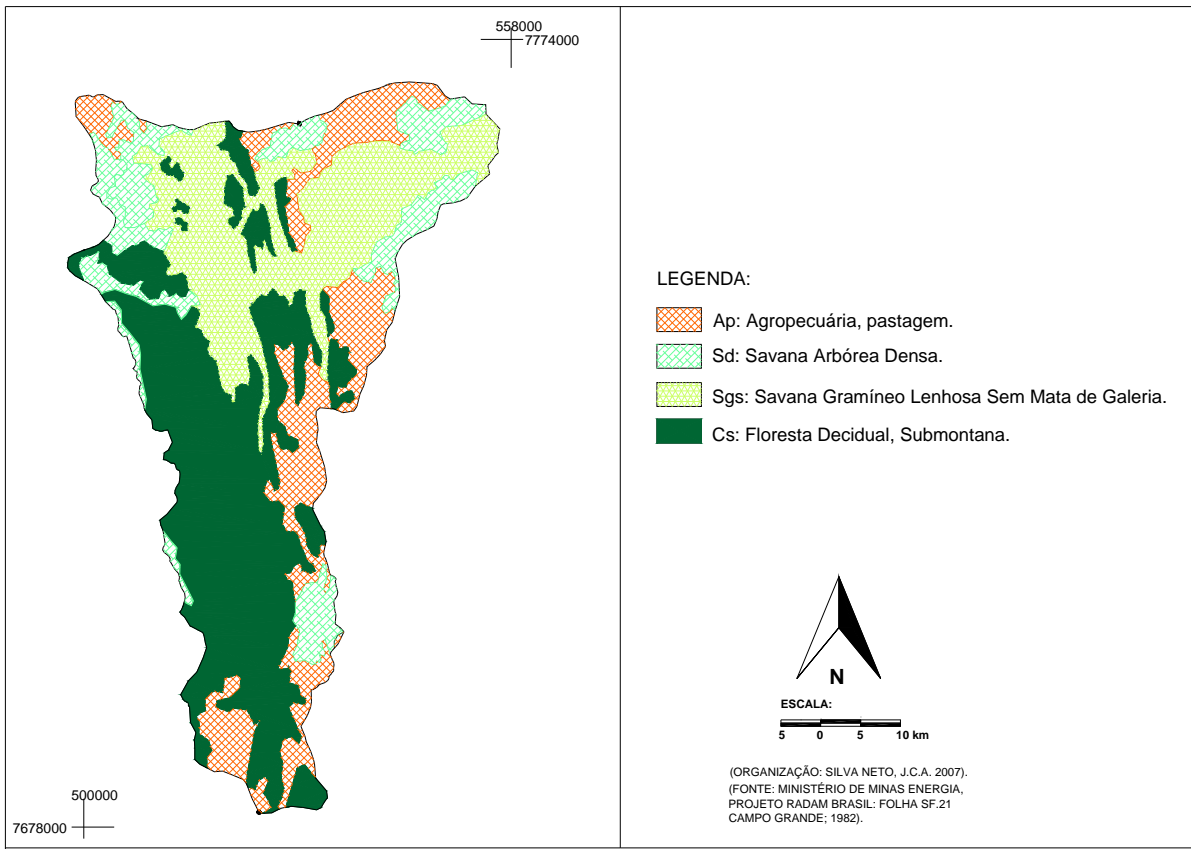 558000
7774000
LEGENDA:
Ap: Agropecuária, pastagem.
Sd: Savana Arbórea Densa.
Sgs: Savana Gramíneo Lenhosa Sem Mata de Galeria.
Cs: Floresta Decidual, Submontana.
N
ESCALA:
5 0 5 10 km
(ORGANIZAÇÃO: SILVA NETO, J.C.A. 2007).
(FONTE: MINISTÉRIO DE MINAS ENERGIA,
PROJETO RADAM BRASIL: FOLHA SF.21
CAMPO GRANDE; 1982).
500000
7678000